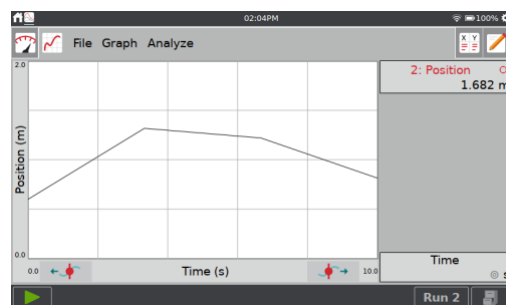 02:04PM
100%
File Graph Analyze
X Y
2.0
2: Position
1.682 m
Position (m)
0.0
0.0
Time (s)
10.0
Time
s
Run 2